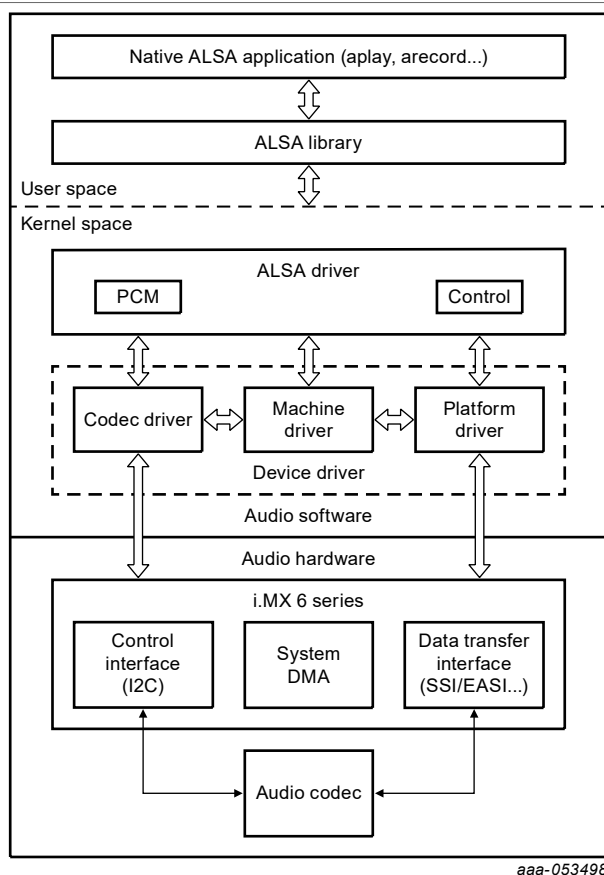 Native ALSA application (aplay, arecord...)
ALSA library
User space
Kernel space
ALSA driver
PCM
Control
Codec driver
Machine
driver
Platform
driver
Device driver
Audio software
Audio hardware
i.MX 6 series
Control
interface
(I2C)
System
DMA
Data transfer
interface
(SSI/EASI...)
Audio codec
aaa-053498